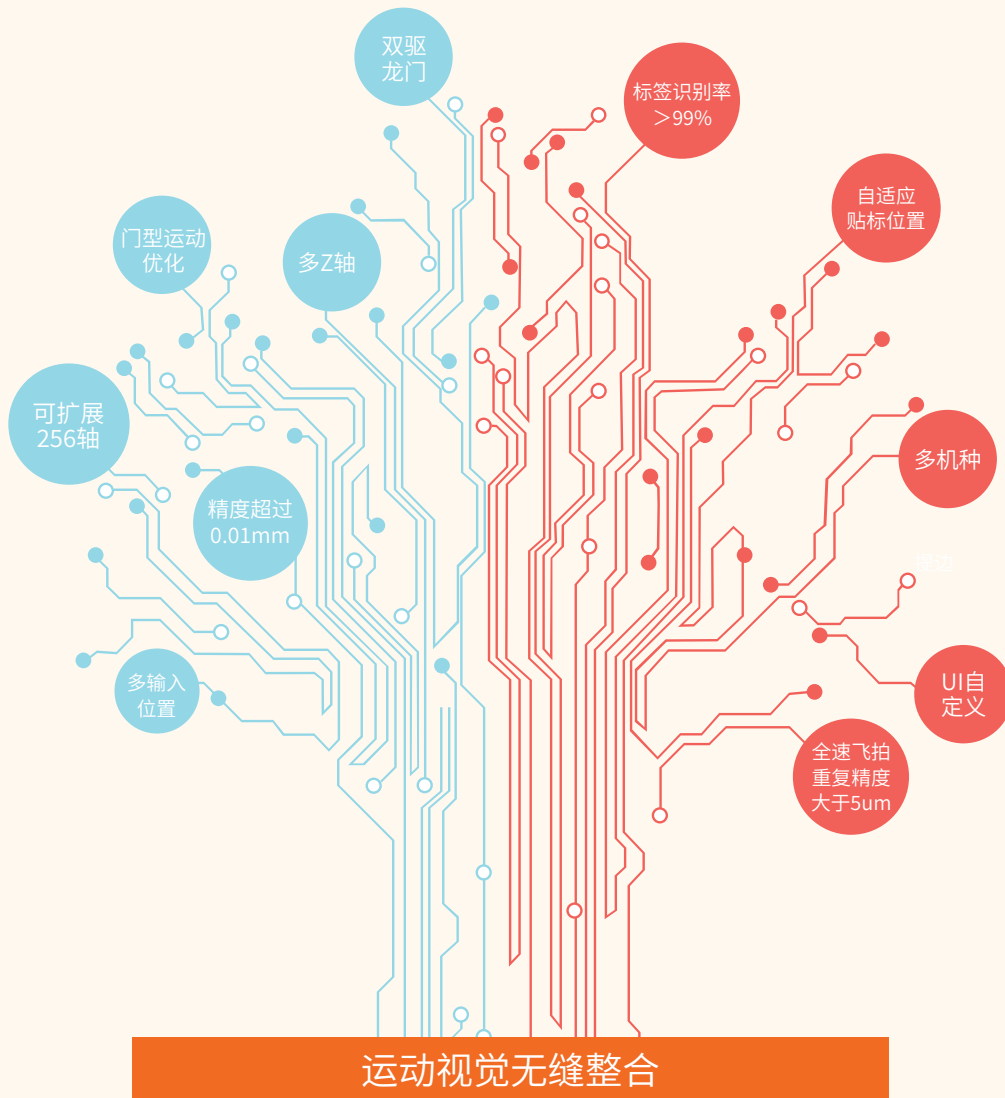 双驱
龙门
标签识别率
＞99%
自适应
贴标位置
门型运动
优化
多Z轴
可扩展
256轴
多机种
精度超过
0.01mm
多输入
位置
UI自
定义
全速飞拍
重复精度
大于5um
运动视觉无缝整合